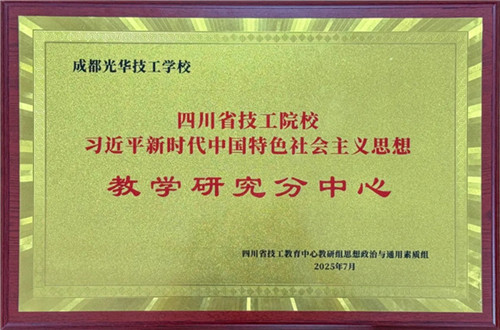 成都光华技工学校
四川省技工院校
习近平新时代中国特色社会主义思想
教学研究分中心
四川省技工教育中心教研组思想政治与通用素质组
2025年7月